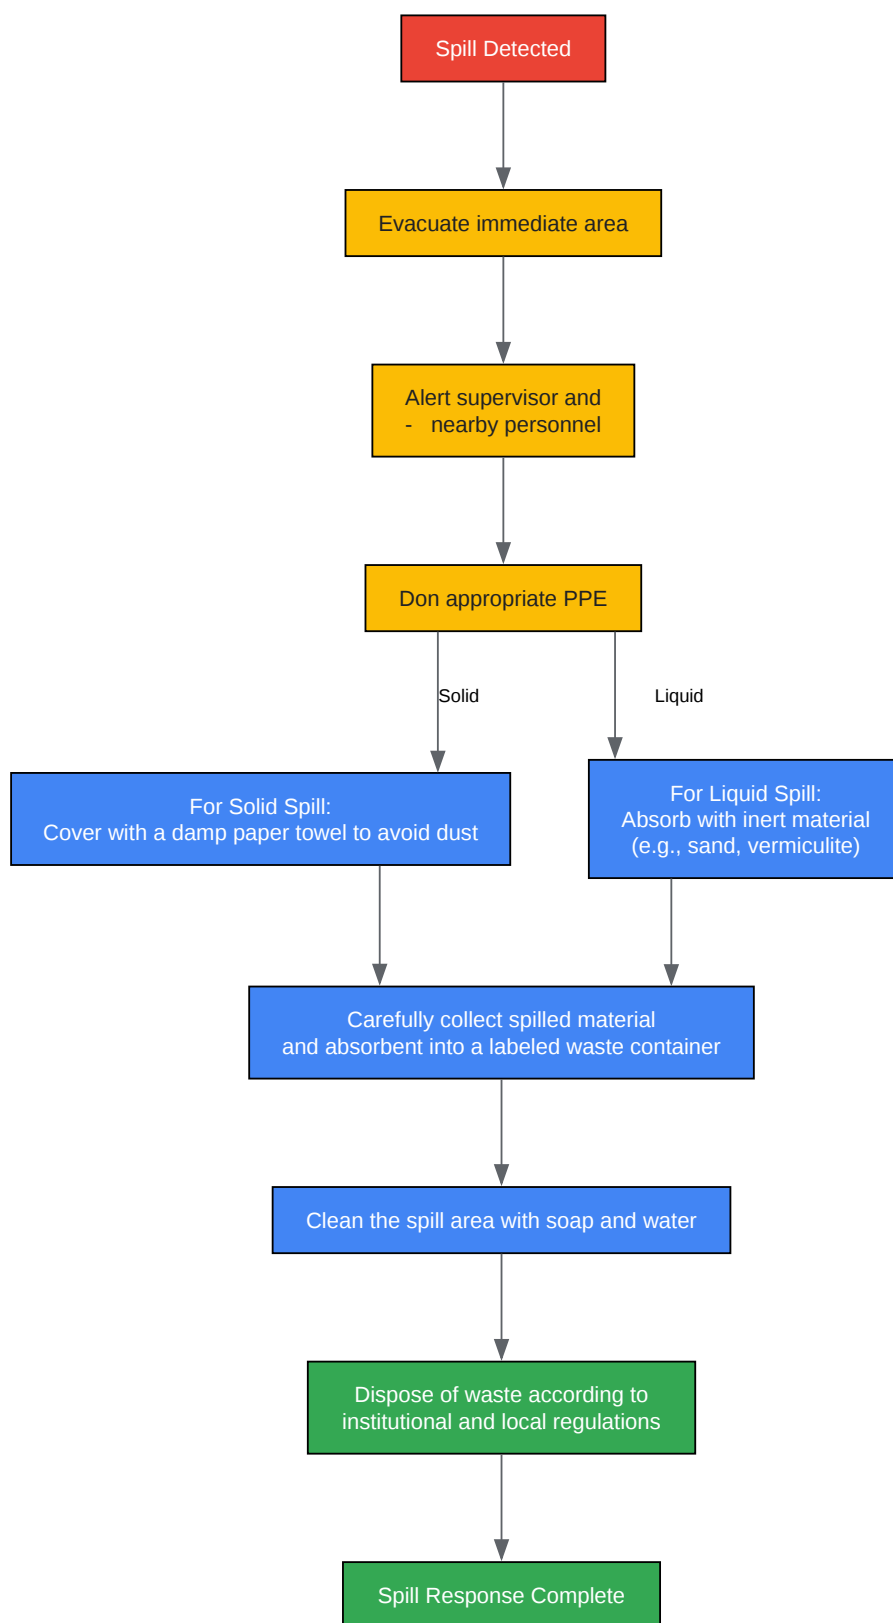 Spill Detected
Evacuate immediate area
Alert supervisor and
- nearby personnel
Don appropriate PPE
Solid
Liquid
For Solid Spill:
Cover with a damp paper towel to avoid dust
For Liquid Spill:
Absorb with inert material
(e.g., sand, vermiculite)
Carefully collect spilled material
and absorbent into a labeled waste container
Clean the spill area with soap and water
Dispose of waste according to
institutional and local regulations
Spill Response Complete